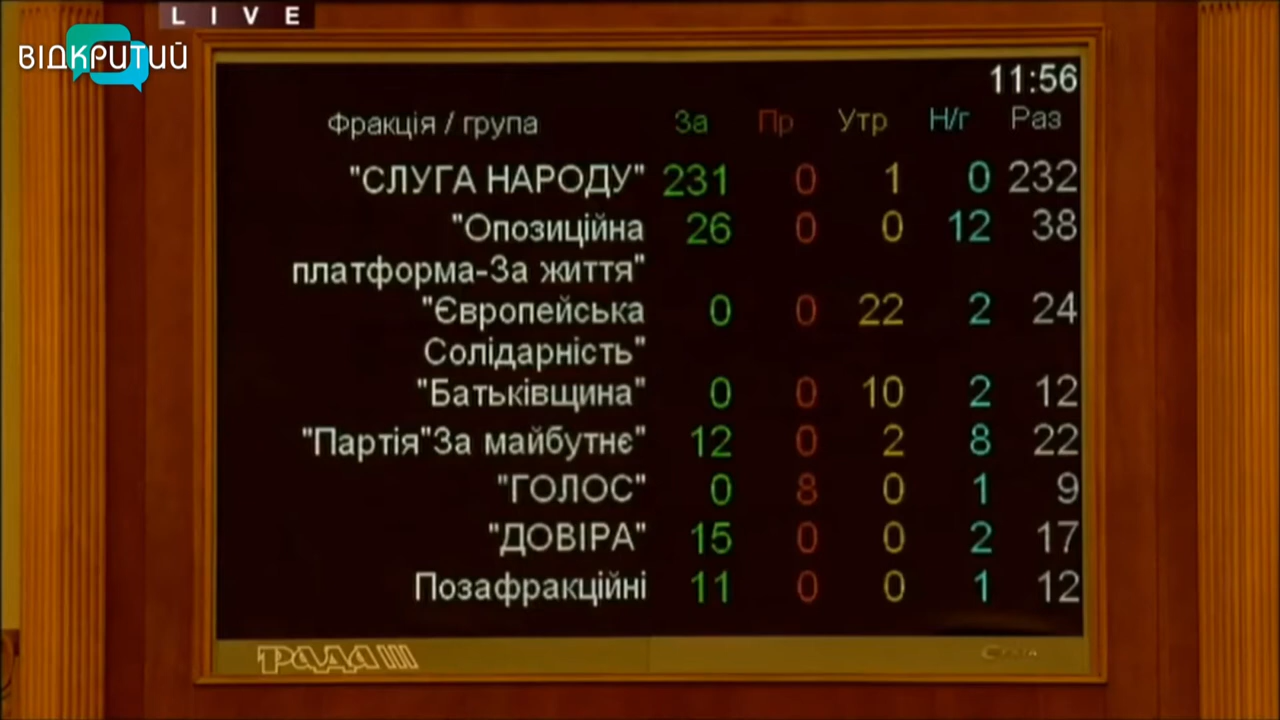 LIVE
ВІДКРИТИЙ
11:56
Фракція / група За Пр Утр Н/г Раз
"СЛУГА НАРОДУ" 231 0 1 0 232
"Опозиційна 26 0 0 12 38
платформа-За життя"
"Європейська 0 0 22 2 24
Солідарність"
"Батьківщина" 0 0 10 2 12
"Партія"За майбутнє" 12 0 2 8 22
"ГОЛОС" 0 8 0 1 9
"ДОВІРА" 15 0 0 2 17
Позафракційні 11 0 0 1 12
РАДА ІІІ